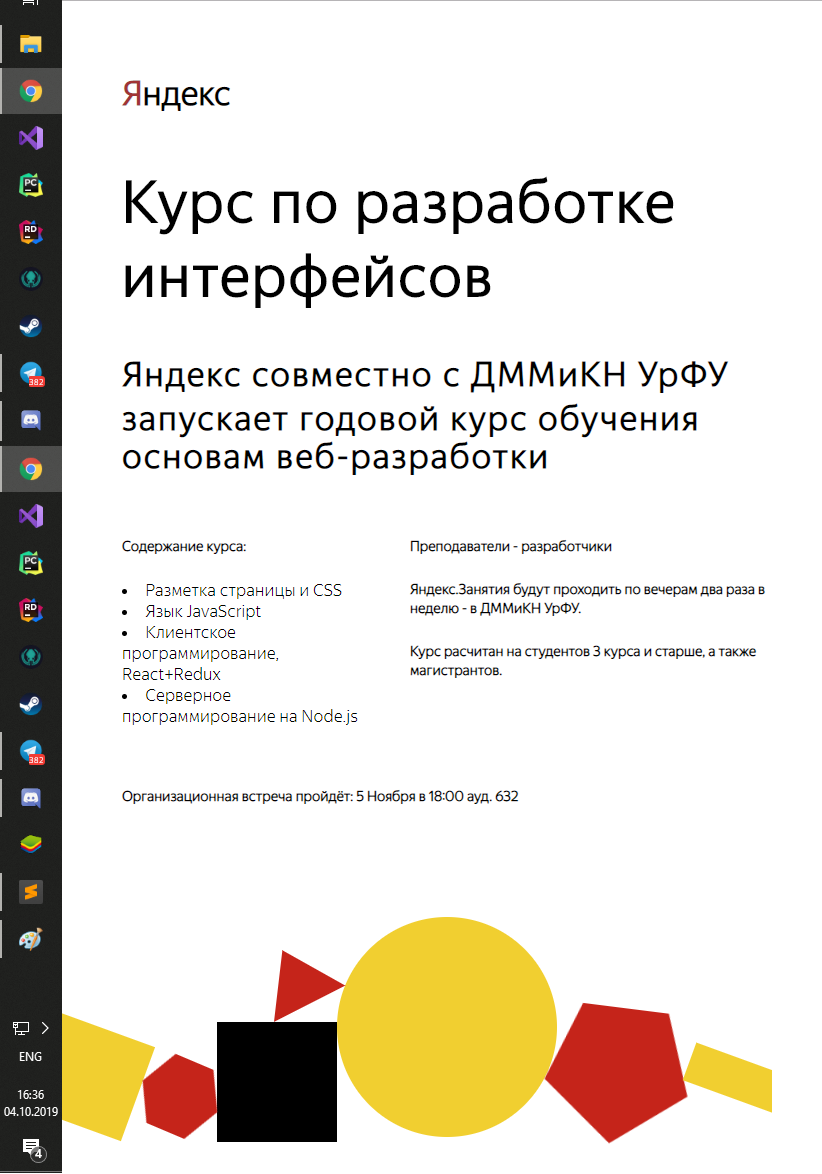 Яндекс
Курс по разработке
интерфейсов
Яндекс совместно с ДММиКН УрФУ
запускает годовой курс обучения
основам веб-разработки
Содержание курса:
• Разметка страницы и CSS
• Язык JavaScript
• Клиентское
программирование,
React+Redux
• Серверное
программирование на Node.js
Преподаватели - разработчики
Яндекс.Занятия будут проходить по вечерам два раза в
неделю - в ДММиКН УрФУ.
Курс расчитан на студентов 3 курса и старше, а также
магистрантов.
Организационная встреча пройдёт: 5 Ноября в 18:00 ауд. 632
PC
RD
382
PC
RD
382
ENG
16:36
04.10.2019
4